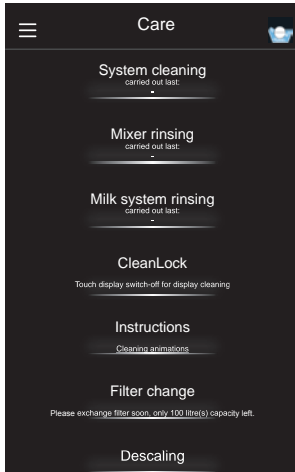 Care
System cleaning
carried out last:
-
Mixer rinsing
carried out last:
-
Milk system rinsing
carried out last:
-
CleanLock
Touch display switch-off for display cleaning
Instructions
Cleaning animations
Filter change
Please exchange filter soon, only 100 litre(s) capacity left.
Descaling